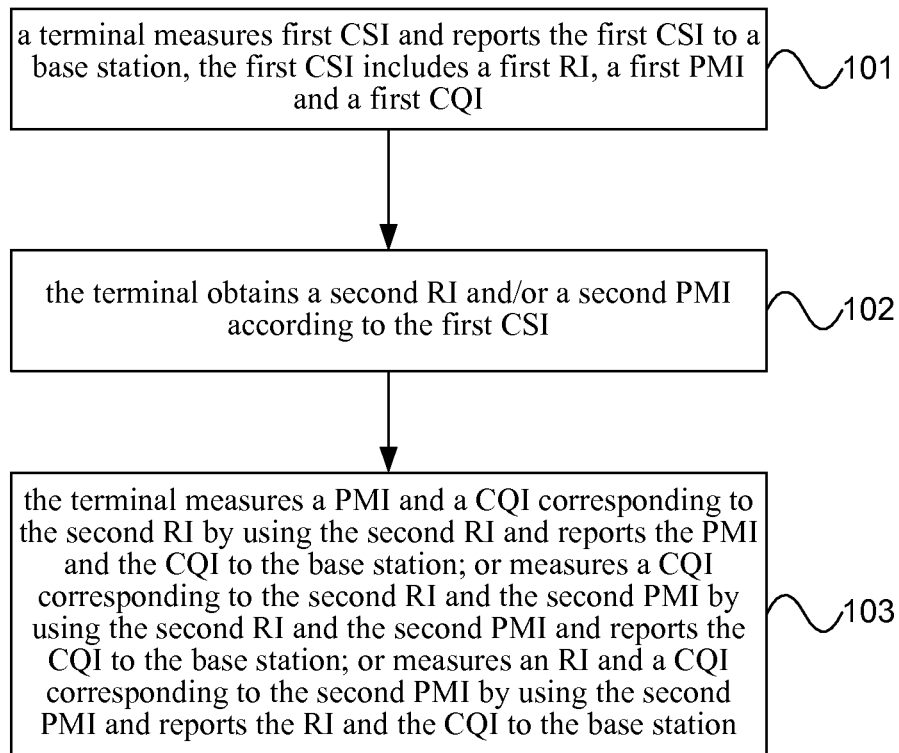 a terminal measures first CSI and reports the first CSI to a
base station, the first CSI includes a first RI, a first PMI
and a first CQI
101
the terminal obtains a second RI and/or a second PMI
according to the first CSI
102
the terminal measures a PMI and a CQI corresponding to
the second RI by using the second RI and reports the PMI
and the CQI to the base station; or measures a CQI
corresponding to the second RI and the second PMI by
using the second RI and the second PMI and reports the
CQI to the base station; or measures an RI and a CQI
corresponding to the second PMI by using the second
PMI and reports the RI and the CQI to the base station
103